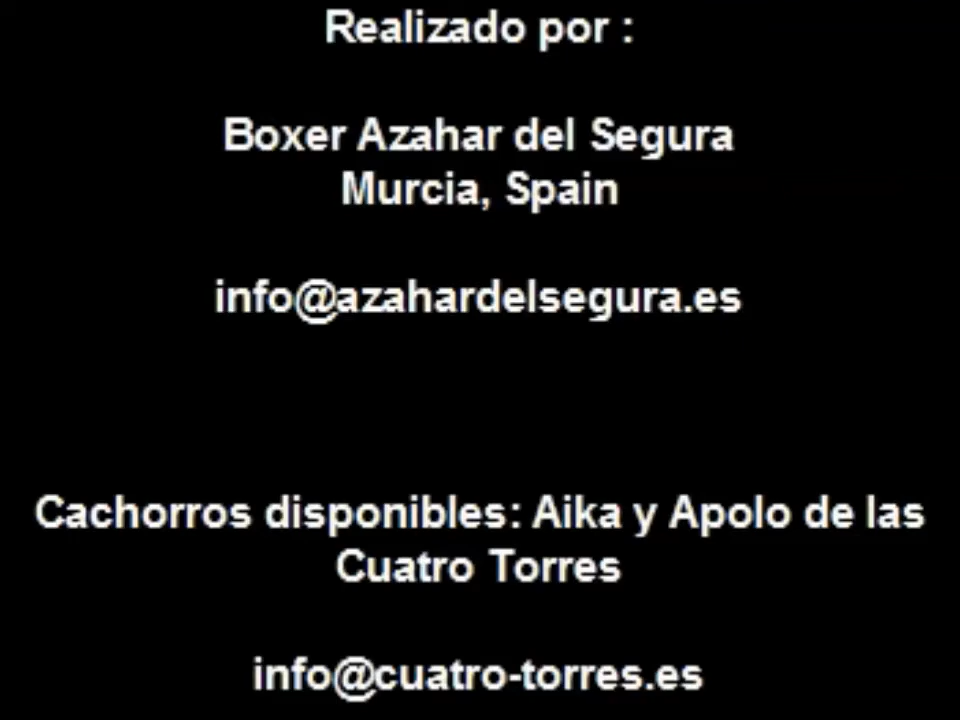 Realizado por :
Boxer Azahar del Segura
Murcia, Spain
info@azahardelsegura.es
Cachorros disponibles: Aika y Apolo de las
Cuatro Torres
info@cuatro-torres.es